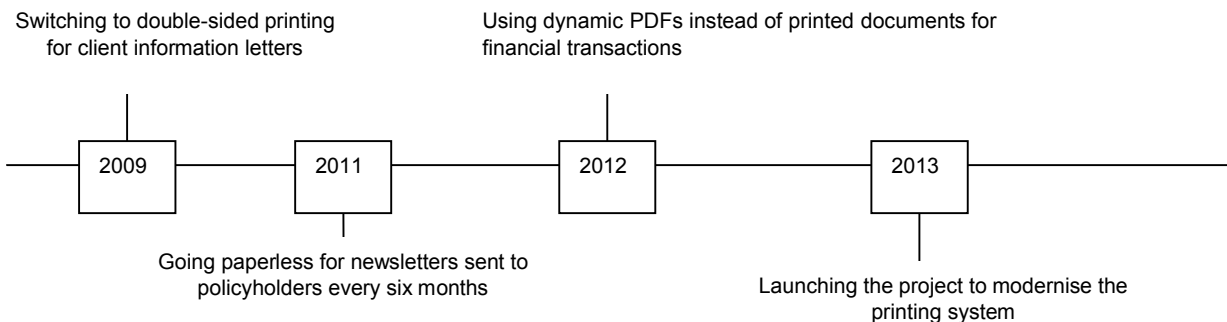 Switching to double-sided printing
for client information letters
Using dynamic PDFs instead of printed documents for
financial transactions
2009
2011
2012
2013
Going paperless for newsletters sent to
policyholders every six months
Launching the project to modernise the
printing system